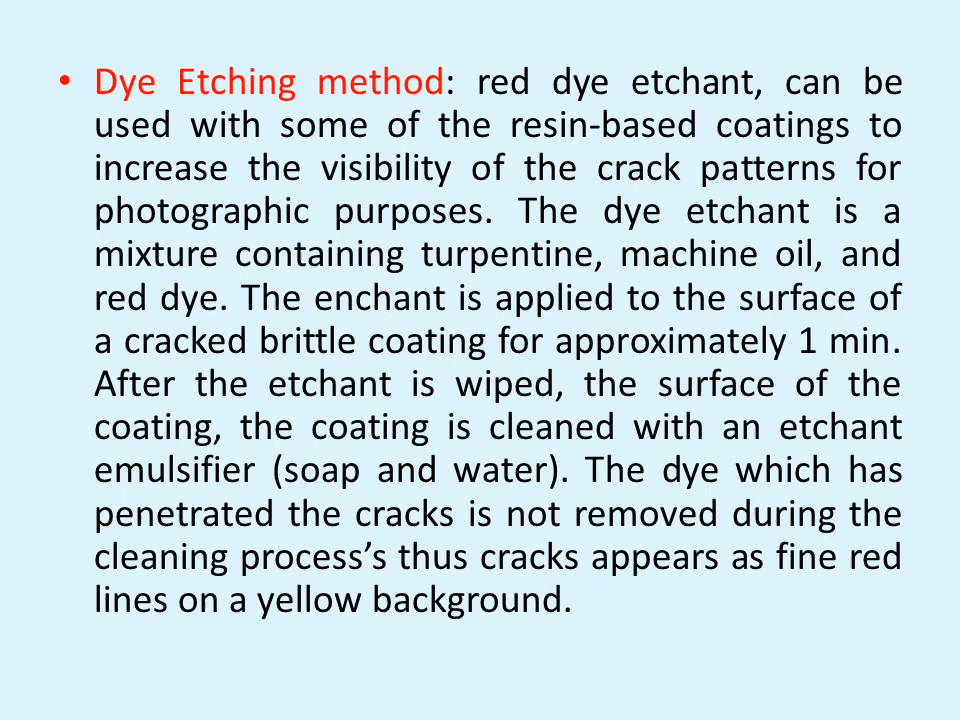 • Dye Etching method: red dye etchant, can be
used with some of the resin-based coatings to
increase the visibility of the crack patterns for
photographic purposes. The dye etchant is a
mixture containing turpentine, machine oil, and
red dye. The enchant is applied to the surface of
a cracked brittle coating for approximately 1 min.
After the etchant is wiped, the surface of the
coating, the coating is cleaned with an etchant
emulsifier (soap and water). The dye which has
penetrated the cracks is not removed during the
cleaning process’s thus cracks appears as fine red
lines on a yellow background.